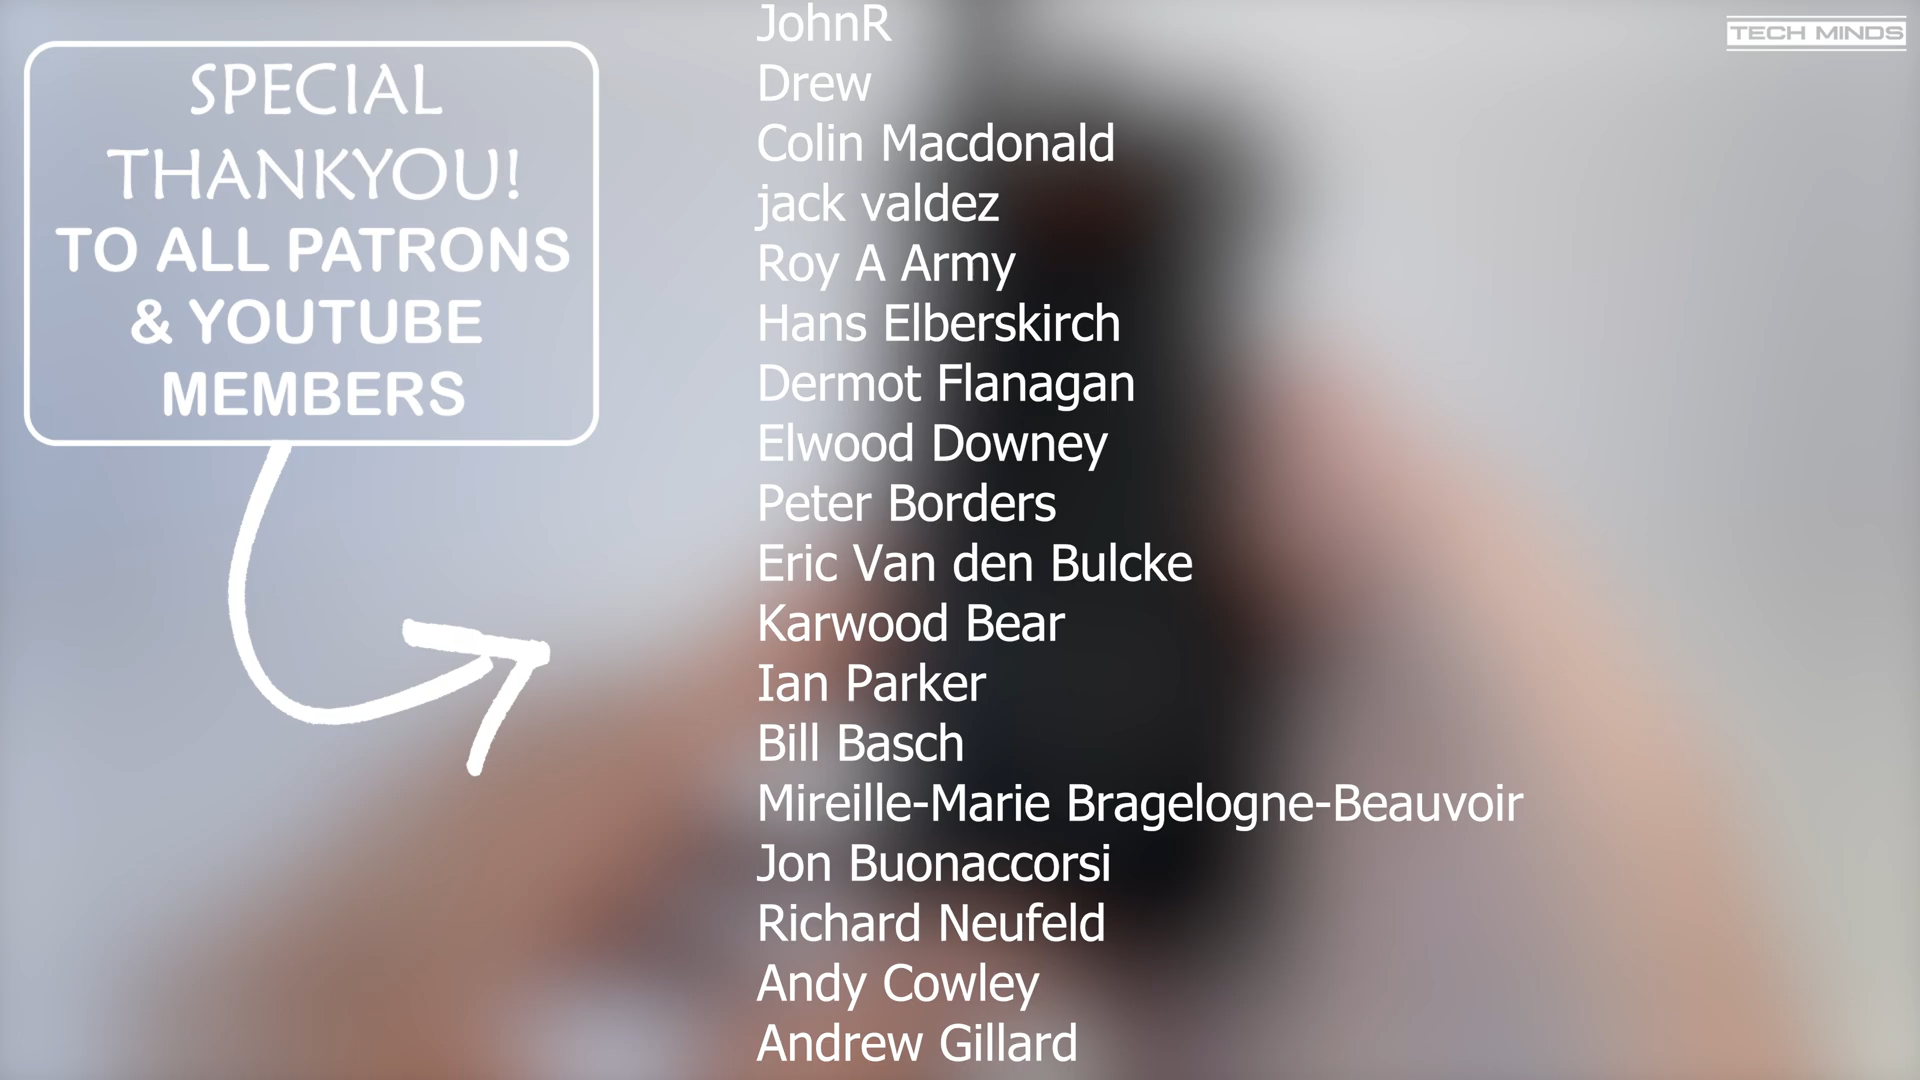 SPECIAL
THANKYOU!
TO ALL PATRONS
& YOUTUBE
MEMBERS
JohnR
Drew
Colin Macdonald
jack valdez
Roy A Army
Hans Elberskirch
Dermot Flanagan
Elwood Downey
Peter Borders
Eric Van den Bulcke
Karwood Bear
Ian Parker
Bill Basch
Mireille-Marie Bragelogne-Beauvoir
Jon Buonaccorsi
Richard Neufeld
Andy Cowley
Andrew Gillard
TECH MINDS